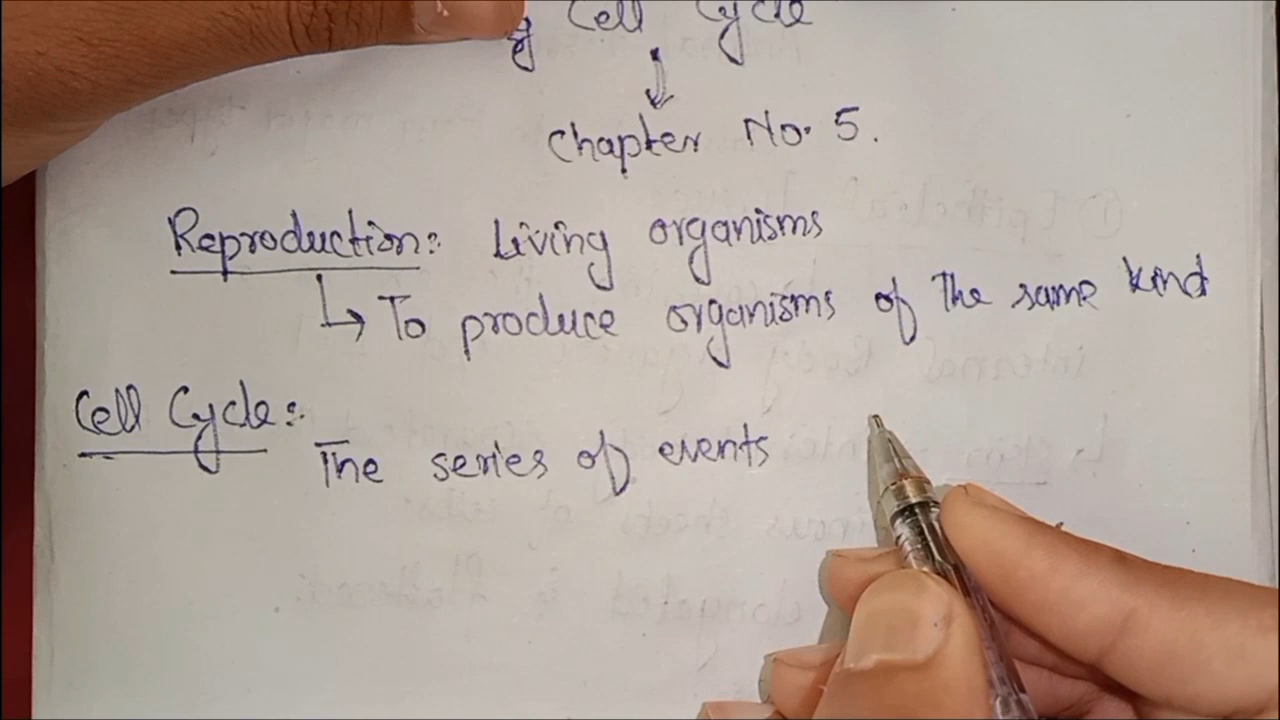 Cell Cycle
Chapter No. 5.
Reproduction: Living organisms
↳ To produce organisms of the same kind
Cell Cycle:
The series of events